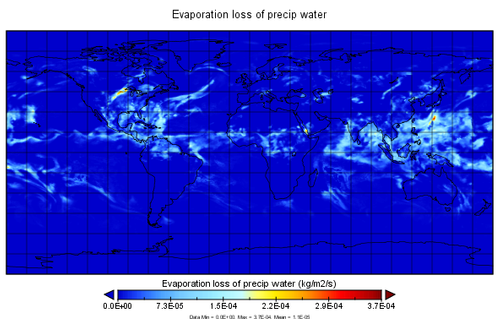 Evaporation loss of precip water
Evaporation loss of precip water (kg/m2/s)
0.0E+00 7.3E-05 1.5E-04 2.2E-04 2.9E-04 3.7E-04
Data Min = 0.0E+00, Max = 3.7E-04, Mean = 1.1E-05